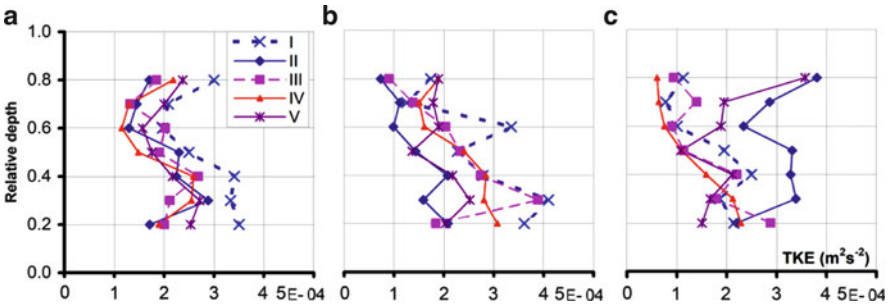 a b c
I
II
III
IV
V
Relative depth
1.0
0.8
0.6
0.4
0.2
0.0
TKE (m²s⁻²)
0 1 2 3 4 5E-04 0 1 2 3 4 5E-04 0 1 2 3 4 5E-04